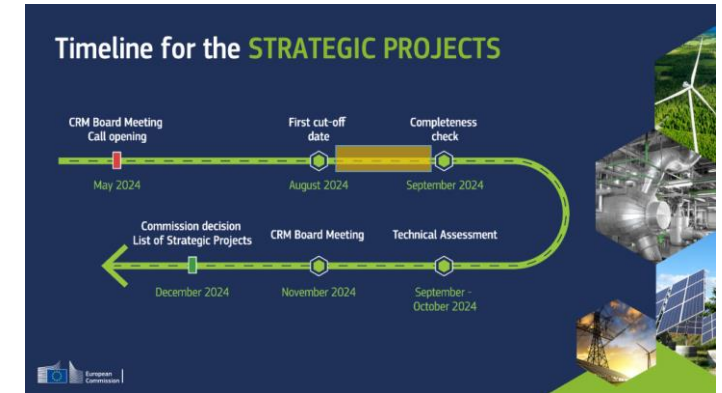 Timeline for the STRATEGIC PROJECTS
CRM Board Meeting
Call opening
May 2024
First cut-off
date
August 2024
Completeness
check
September 2024
Commission decision
List of Strategic Projects
December 2024
CRM Board Meeting
November 2024
Technical Assessment
September -
October 2024
European
Commission